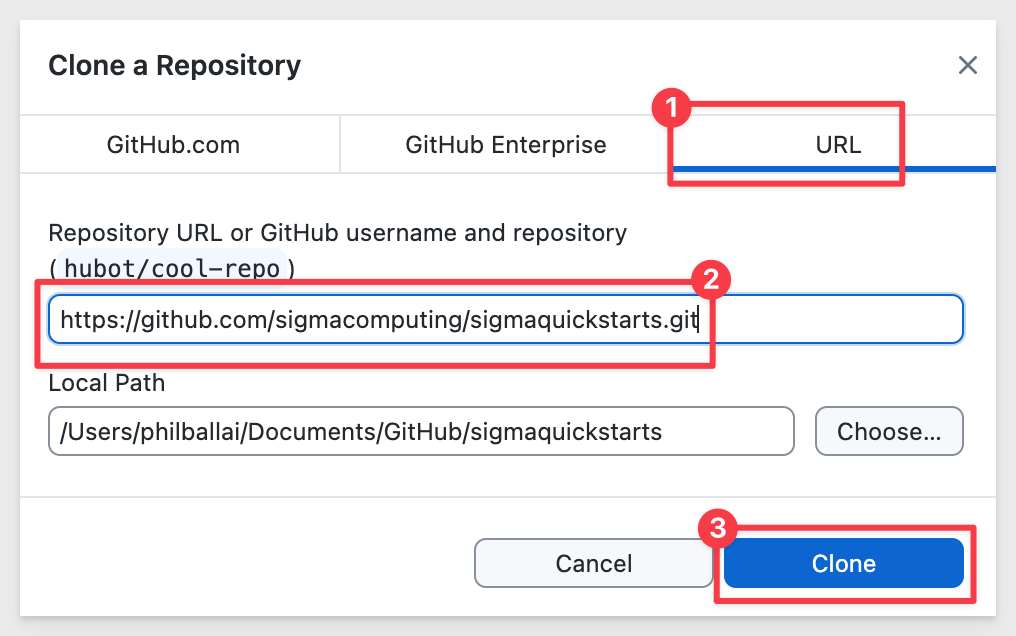 Clone a Repository
1
GitHub.com
GitHub Enterprise
URL
Repository URL or GitHub username and repository
(hubot/cool-repo)
2
https://github.com/sigmacomputing/sigmaquickstarts.git
Local Path
/Users/philballai/Documents/GitHub/sigmaquickstarts
Choose...
3
Cancel
Clone